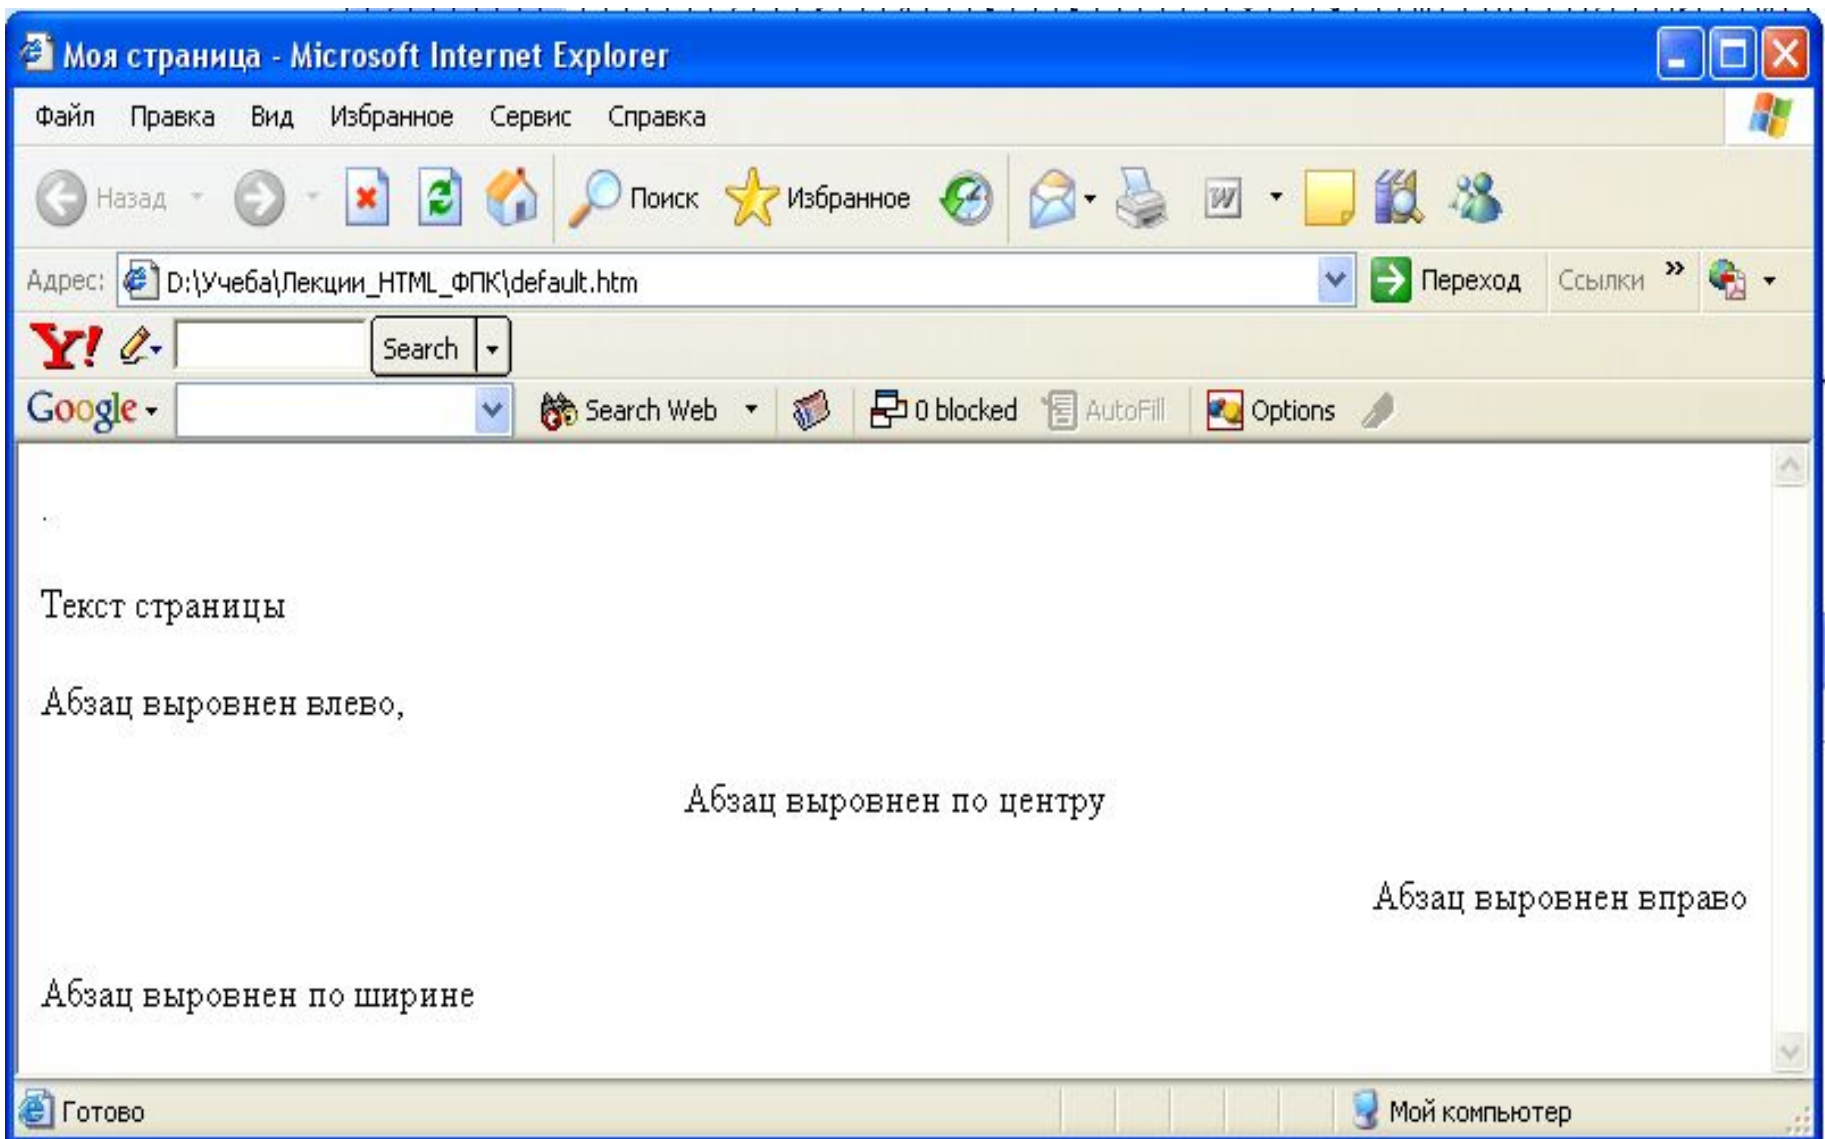 Моя страница - Microsoft Internet Explorer
Файл Правка Вид Избранное Сервис Справка
Назад Поиск Избранное W
Адрес: D:\Учеба\Лекции_HTML_ФПК\default.htm Переход Ссылки »
Y! Search
Google Search Web 0 blocked AutoFill Options
.
Текст страницы
Абзац выровнен влево,
Абзац выровнен по центру
Абзац выровнен вправо
Абзац выровнен по ширине
Готово Мой компьютер